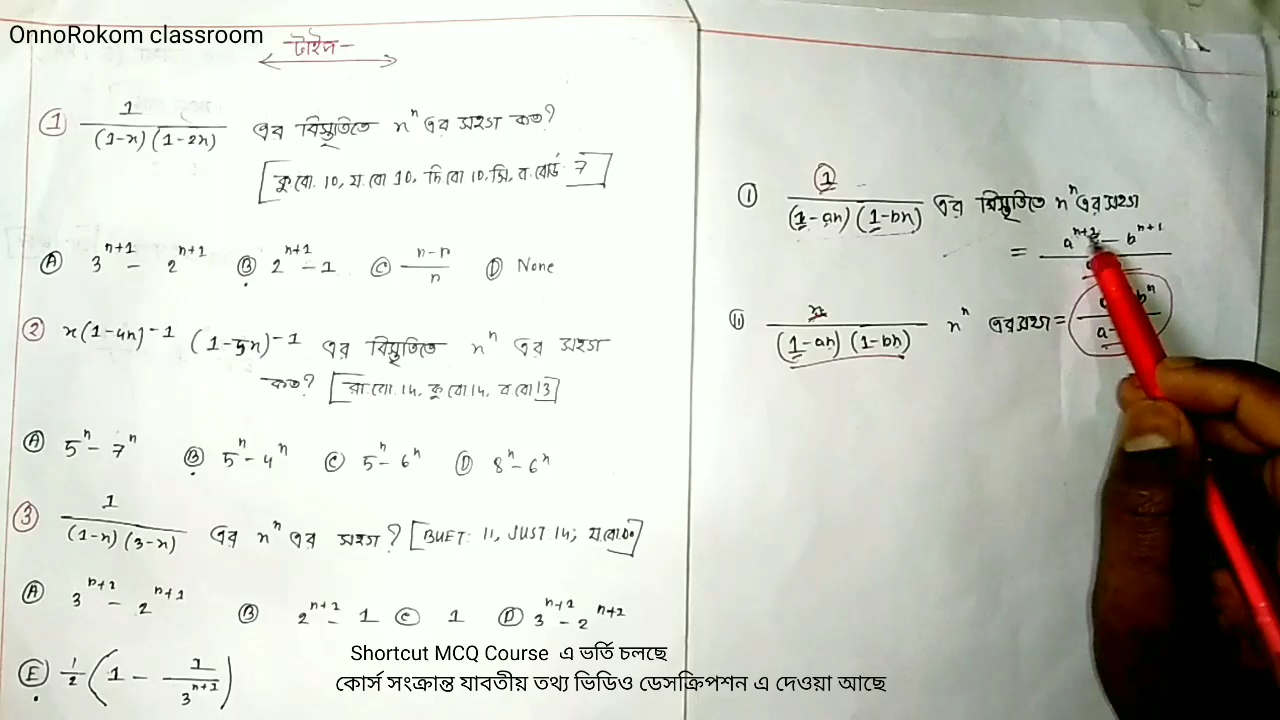 OnnoRokom classroom
টাইপ-
① 1/((1-x)(1-2x)) এর বিস্তৃতিতে x^n এর সহগ কত?
[কু.বো. 10, য.বো 10, দি বো 10, সি, ব.বোর্ড: 7]
Ⓐ 3^(n+1) - 2^(n+1) Ⓑ 2^(n+1) - 1 Ⓒ (n-r)/n Ⓓ None
② x(1-4x)^-1 (1-5x)^-1 এর বিস্তৃতিতে x^n এর সহগ
কত? [রা.বো. 14, কু বো 14, ব বো 13]
Ⓐ 5^n - 7^n Ⓑ 5^n - 4^n Ⓒ 5^n - 6^n Ⓓ 8^n - 6^n
③ 1/((1-x)(3-x)) এর x^n এর সহগ? [BUET: 11, JUST 14; য.বো.]
Ⓐ 3^(n+1) - 2^(n+1) Ⓑ 2^(n+1) - 1 Ⓒ 1 Ⓓ 3^(n+1) - 2^(n+1)
Ⓔ 1/2 (1 - 1/3^(n+1))
ⓘ 1/((1-ax)(1-bx)) এর বিস্তৃতিতে x^n এর সহগ
= a^(n+1) - b^(n+1)
ⓘⓘ x/((1-ax)(1-bx)) x^n এর সহগ = b^n / a-
Shortcut MCQ Course এ ভর্তি চলছে
কোর্স সংক্রান্ত যাবতীয় তথ্য ভিডিও ডেসক্রিপশন এ দেওয়া আছে